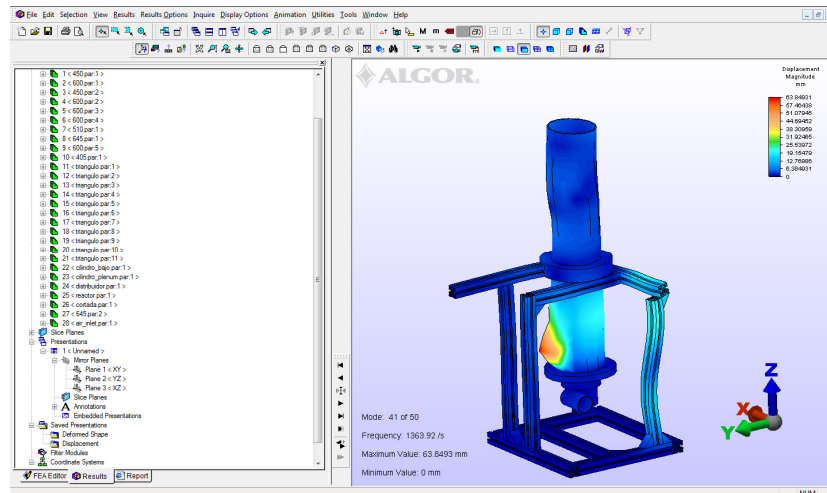 File Edit Selection View Results Results Options Inquire Display Options Animation Utilities Tools Window Help
1 < 450.par:1 >
2 < 600.par:1 >
3 < 450.par:2 >
4 < 600.par:2 >
5 < 600.par:3 >
6 < 600.par:4 >
7 < 510.par:1 >
8 < 645.par:1 >
9 < 600.par:5 >
10 < 405.par:1 >
11 < triangulo.par:1 >
12 < triangulo.par:2 >
13 < triangulo.par:3 >
14 < triangulo.par:4 >
15 < triangulo.par:5 >
16 < triangulo.par:6 >
17 < triangulo.par:7 >
18 < triangulo.par:8 >
19 < triangulo.par:9 >
20 < triangulo.par:10 >
21 < triangulo.par:11 >
22 < cilindro_bajo.par:1 >
23 < cilindro_plenum.par:1 >
24 < distribuidor.par:1 >
25 < reactor.par:1 >
26 < cortada.par:1 >
27 < 645.par:2 >
28 < air_inlet.par:1 >
Slice Planes
Presentations
1 < Unnamed >
Mirror Planes
Plane 1 < XY >
Plane 2 < YZ >
Plane 3 < XZ >
Slice Planes
Annotations
Embedded Presentations
Saved Presentations
Deformed Shape
Displacement
Filter Modules
Coordinate Systems
FEA Editor Results Report
ALGOR.
Displacement
Magnitude
mm
63.84931
57.46438
51.07945
44.69452
38.30959
31.92465
25.53972
19.15479
12.76986
6.384931
0
Z
X
Y
Mode: 41 of 50
Frequency: 1363.92 /s
Maximum Value: 63.8493 mm
Minimum Value: 0 mm
NUM